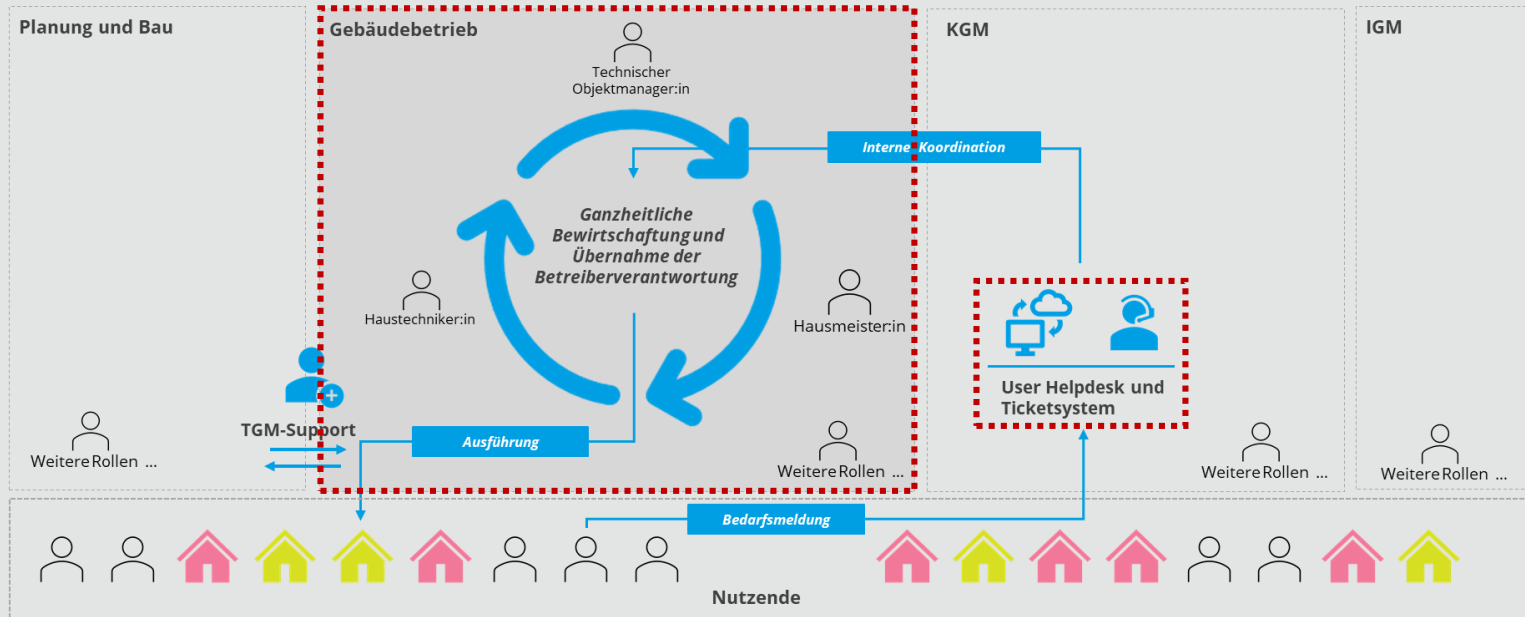 Planung und Bau
Gebäudebetrieb
KGM
IGM
Technischer
Objektmanager:in
Interne Koordination
Ganzheitliche
Bewirtschaftung und
Übernahme der
Betreiberverantwortung
Haustechniker:in
Hausmeister:in
User Helpdesk und
Ticketsystem
TGM-Support
Ausführung
Weitere Rollen ...
Weitere Rollen ...
Weitere Rollen ...
Weitere Rollen ...
Bedarfsmeldung
Nutzende